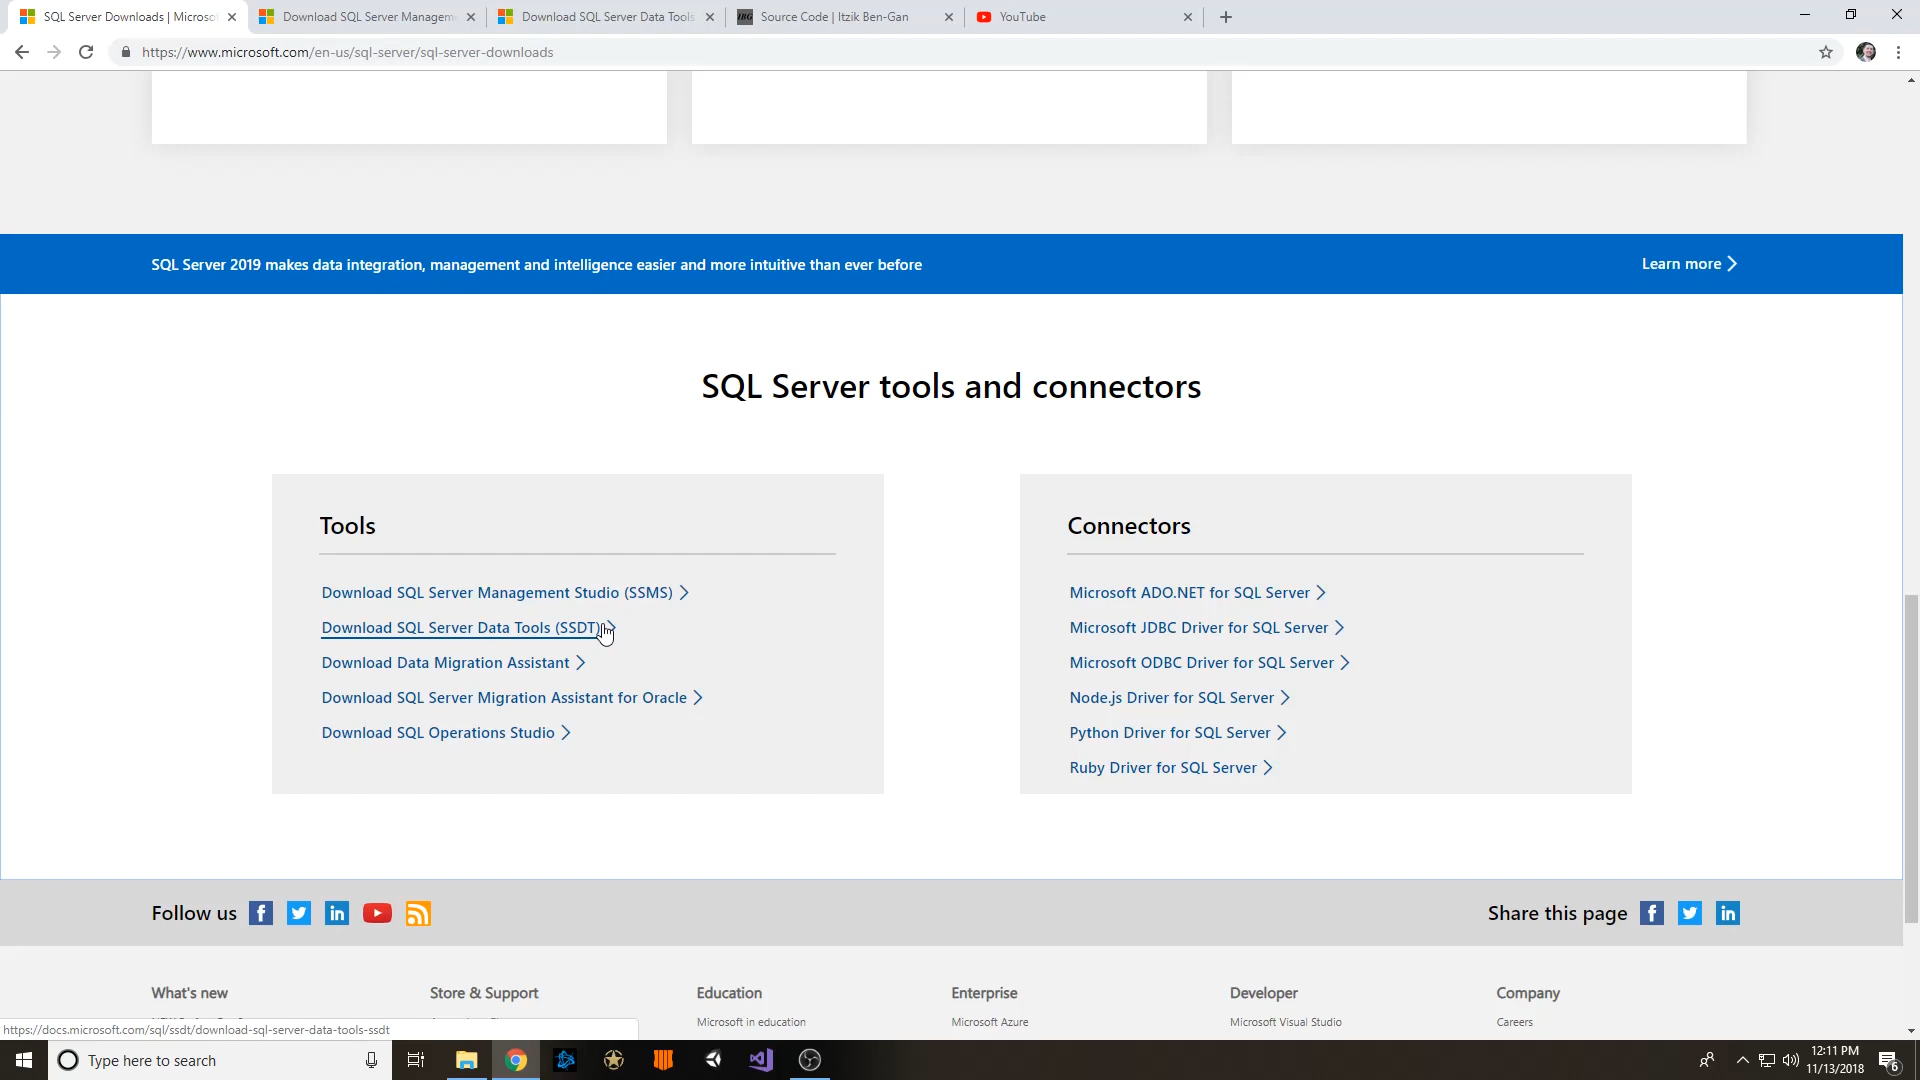 SQL Server Downloads | Microso
Download SQL Server Managem
Download SQL Server Data Tools
IBG
Source Code | Itzik Ben-Gan
YouTube
https://www.microsoft.com/en-us/sql-server/sql-server-downloads
SQL Server 2019 makes data integration, management and intelligence easier and more intuitive than ever before
Learn more
SQL Server tools and connectors
Tools
Download SQL Server Management Studio (SSMS)
Download SQL Server Data Tools (SSDT)
Download Data Migration Assistant
Download SQL Server Migration Assistant for Oracle
Download SQL Operations Studio
Connectors
Microsoft ADO.NET for SQL Server
Microsoft JDBC Driver for SQL Server
Microsoft ODBC Driver for SQL Server
Node.js Driver for SQL Server
Python Driver for SQL Server
Ruby Driver for SQL Server
Follow us
Share this page
What's new
Store & Support
Education
Enterprise
Developer
Company
Microsoft in education
Microsoft Azure
Microsoft Visual Studio
Careers
https://docs.microsoft.com/sql/ssdt/download-sql-server-data-tools-ssdt
Type here to search
12:11 PM
11/13/2018
6